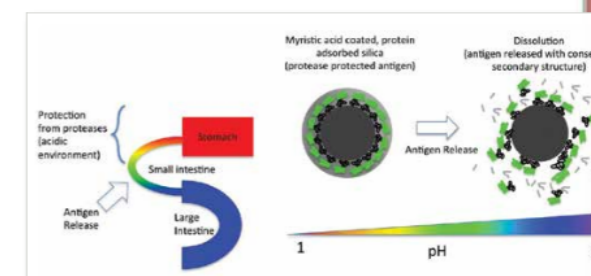 Myristic acid coated, protein
adsorbed silica
(protease protected antigen)
Dissolution
(antigen released with conse
secondary structure)
Protection
from proteases
(acidic
environment)
Stomach
Small intestine
Antigen
Release
Large
Intestine
Antigen Release
1
pH